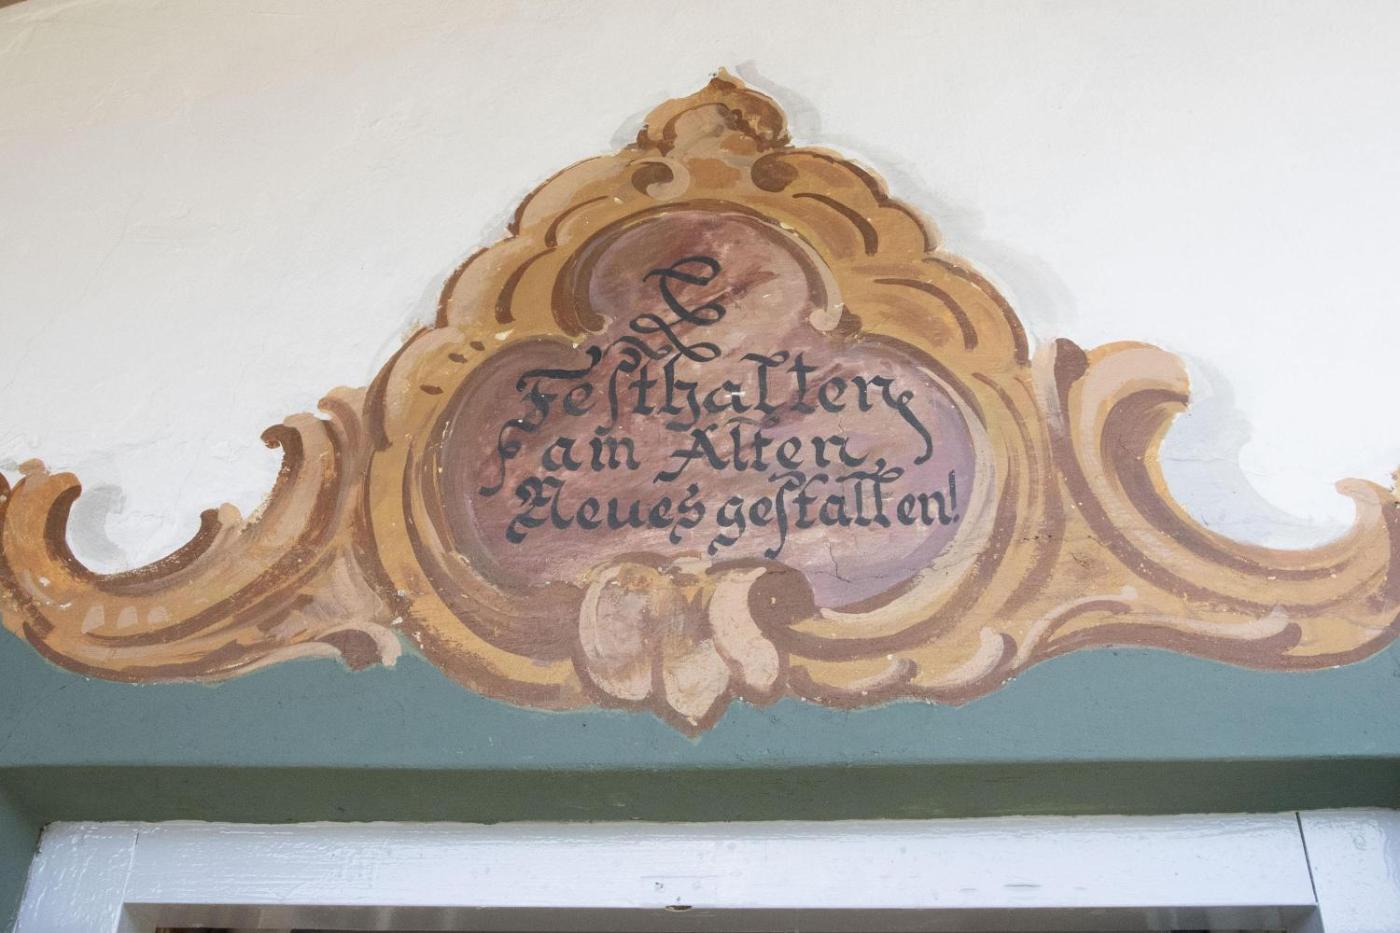 Festhalten
am Alten,
Neues gestalten!